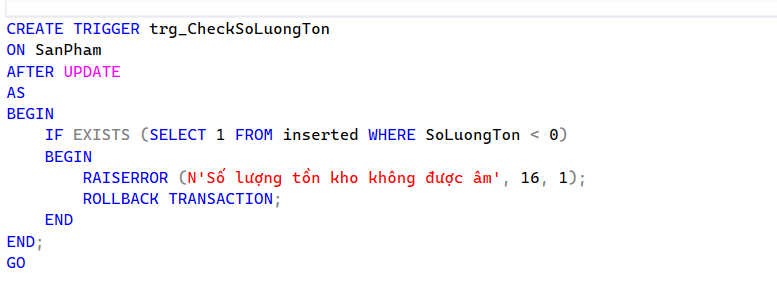 CREATE TRIGGER trg_CheckSoLuongTon
ON SanPham
AFTER UPDATE
AS
BEGIN
    IF EXISTS (SELECT 1 FROM inserted WHERE SoLuongTon < 0)
    BEGIN
        RAISERROR (N'Số lượng tồn kho không được âm', 16, 1);
        ROLLBACK TRANSACTION;
    END
END;
GO